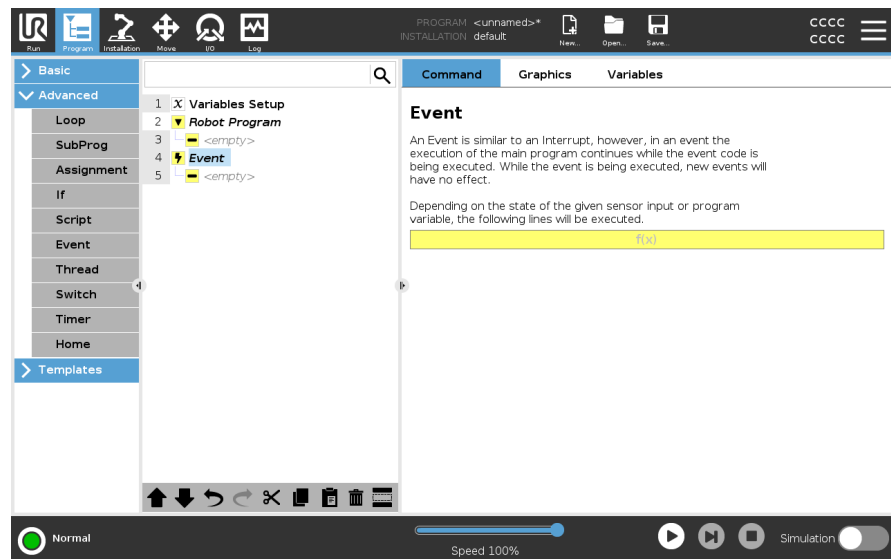 PROGRAM <unnamed>*
INSTALLATION default
CCCC
CCCC
UR
Run
Program
Installation
Move
I/O
Log
New...
Open...
Save...
Basic
Advanced
Loop
SubProg
Assignment
If
Script
Event
Thread
Switch
Timer
Home
Templates
1 X Variables Setup
2 Robot Program
3 <empty>
4 Event
5 <empty>
Command Graphics Variables
Event
An Event is similar to an Interrupt, however, in an event the
execution of the main program continues while the event code is
being executed. While the event is being executed, new events will
have no effect.
Depending on the state of the given sensor input or program
variable, the following lines will be executed.
f(x)
Normal
Speed 100%
Simulation